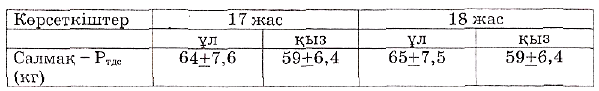 Көрсеткіштер 17 жас 18 жас
ұл қыз ұл қыз
Салмақ – Pтдс 64±7,6 59±6,4 65±7,5 59±6,4
(кг)